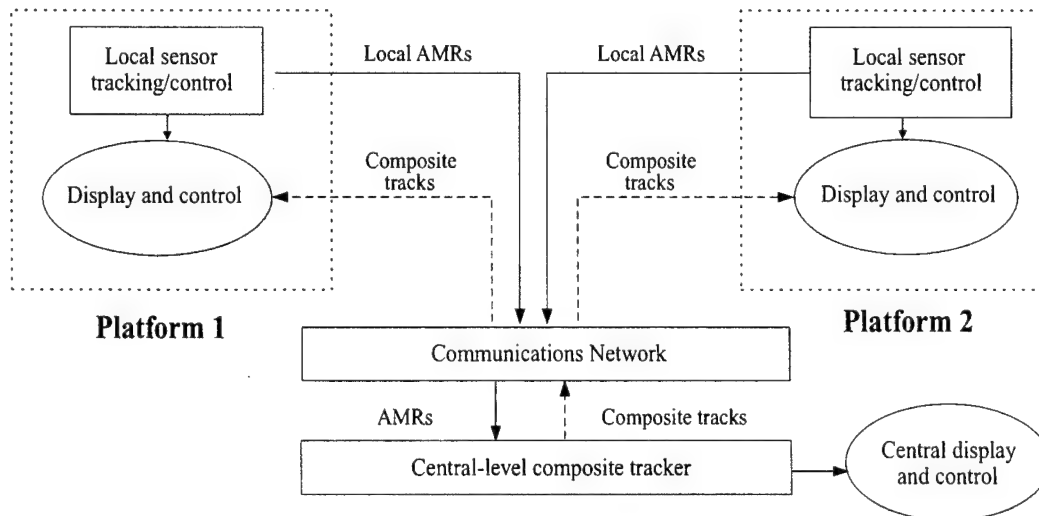 Local sensor
tracking/control
Display and control
Platform 1
Local AMRs
Local AMRs
Composite
tracks
Composite
tracks
Local sensor
tracking/control
Display and control
Platform 2
Communications Network
AMRs
Composite tracks
Central-level composite tracker
Central display
and control